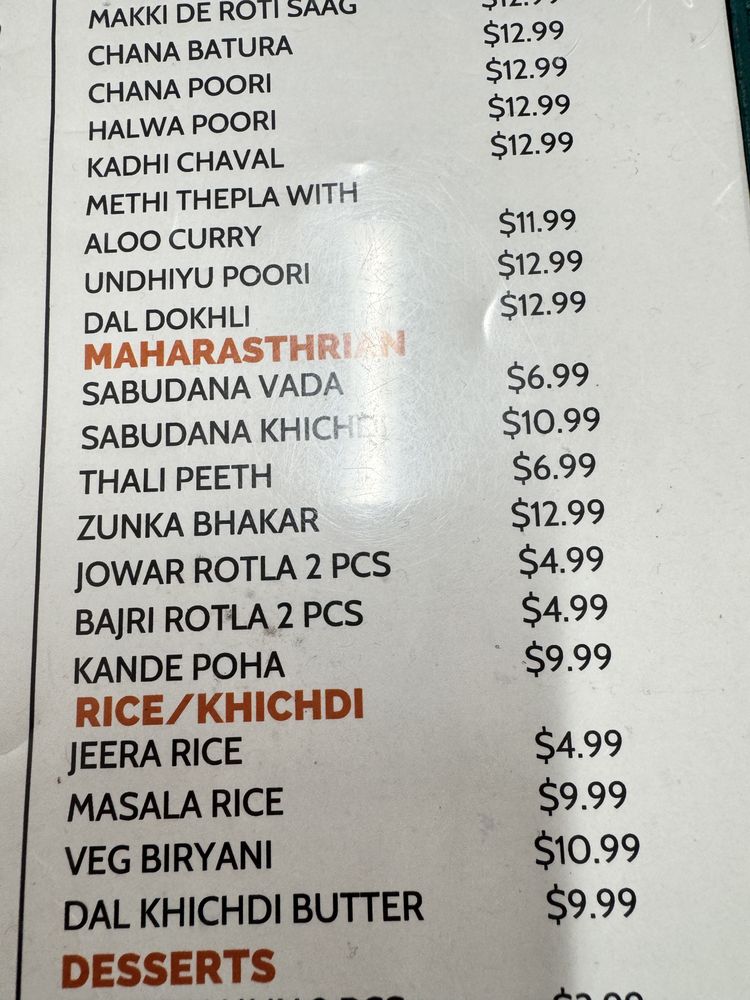 MAKKI DE ROTI SAAG $12.99
CHANA BATURA $12.99
CHANA POORI $12.99
HALWA POORI $12.99
KADHI CHAVAL $12.99
METHI THEPLA WITH
ALOO CURRY $11.99
UNDHIYU POORI $12.99
DAL DOKHLI $12.99
MAHARASTHRIAN
SABUDANA VADA $6.99
SABUDANA KHICHDI $10.99
THALI PEETH $6.99
ZUNKA BHAKAR $12.99
JOWAR ROTLA 2 PCS $4.99
BAJRI ROTLA 2 PCS $4.99
KANDE POHA $9.99
RICE/KHICHDI
JEERA RICE $4.99
MASALA RICE $9.99
VEG BIRYANI $10.99
DAL KHICHDI BUTTER $9.99
DESSERTS